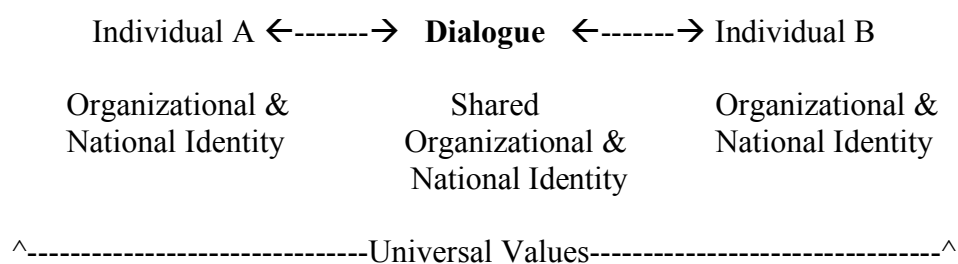 Individual A ←-------→ Dialogue ←-------→ Individual B
Organizational & Shared Organizational &
National Identity Organizational & National Identity
National Identity
^--------------------------------Universal Values---------------------------------^